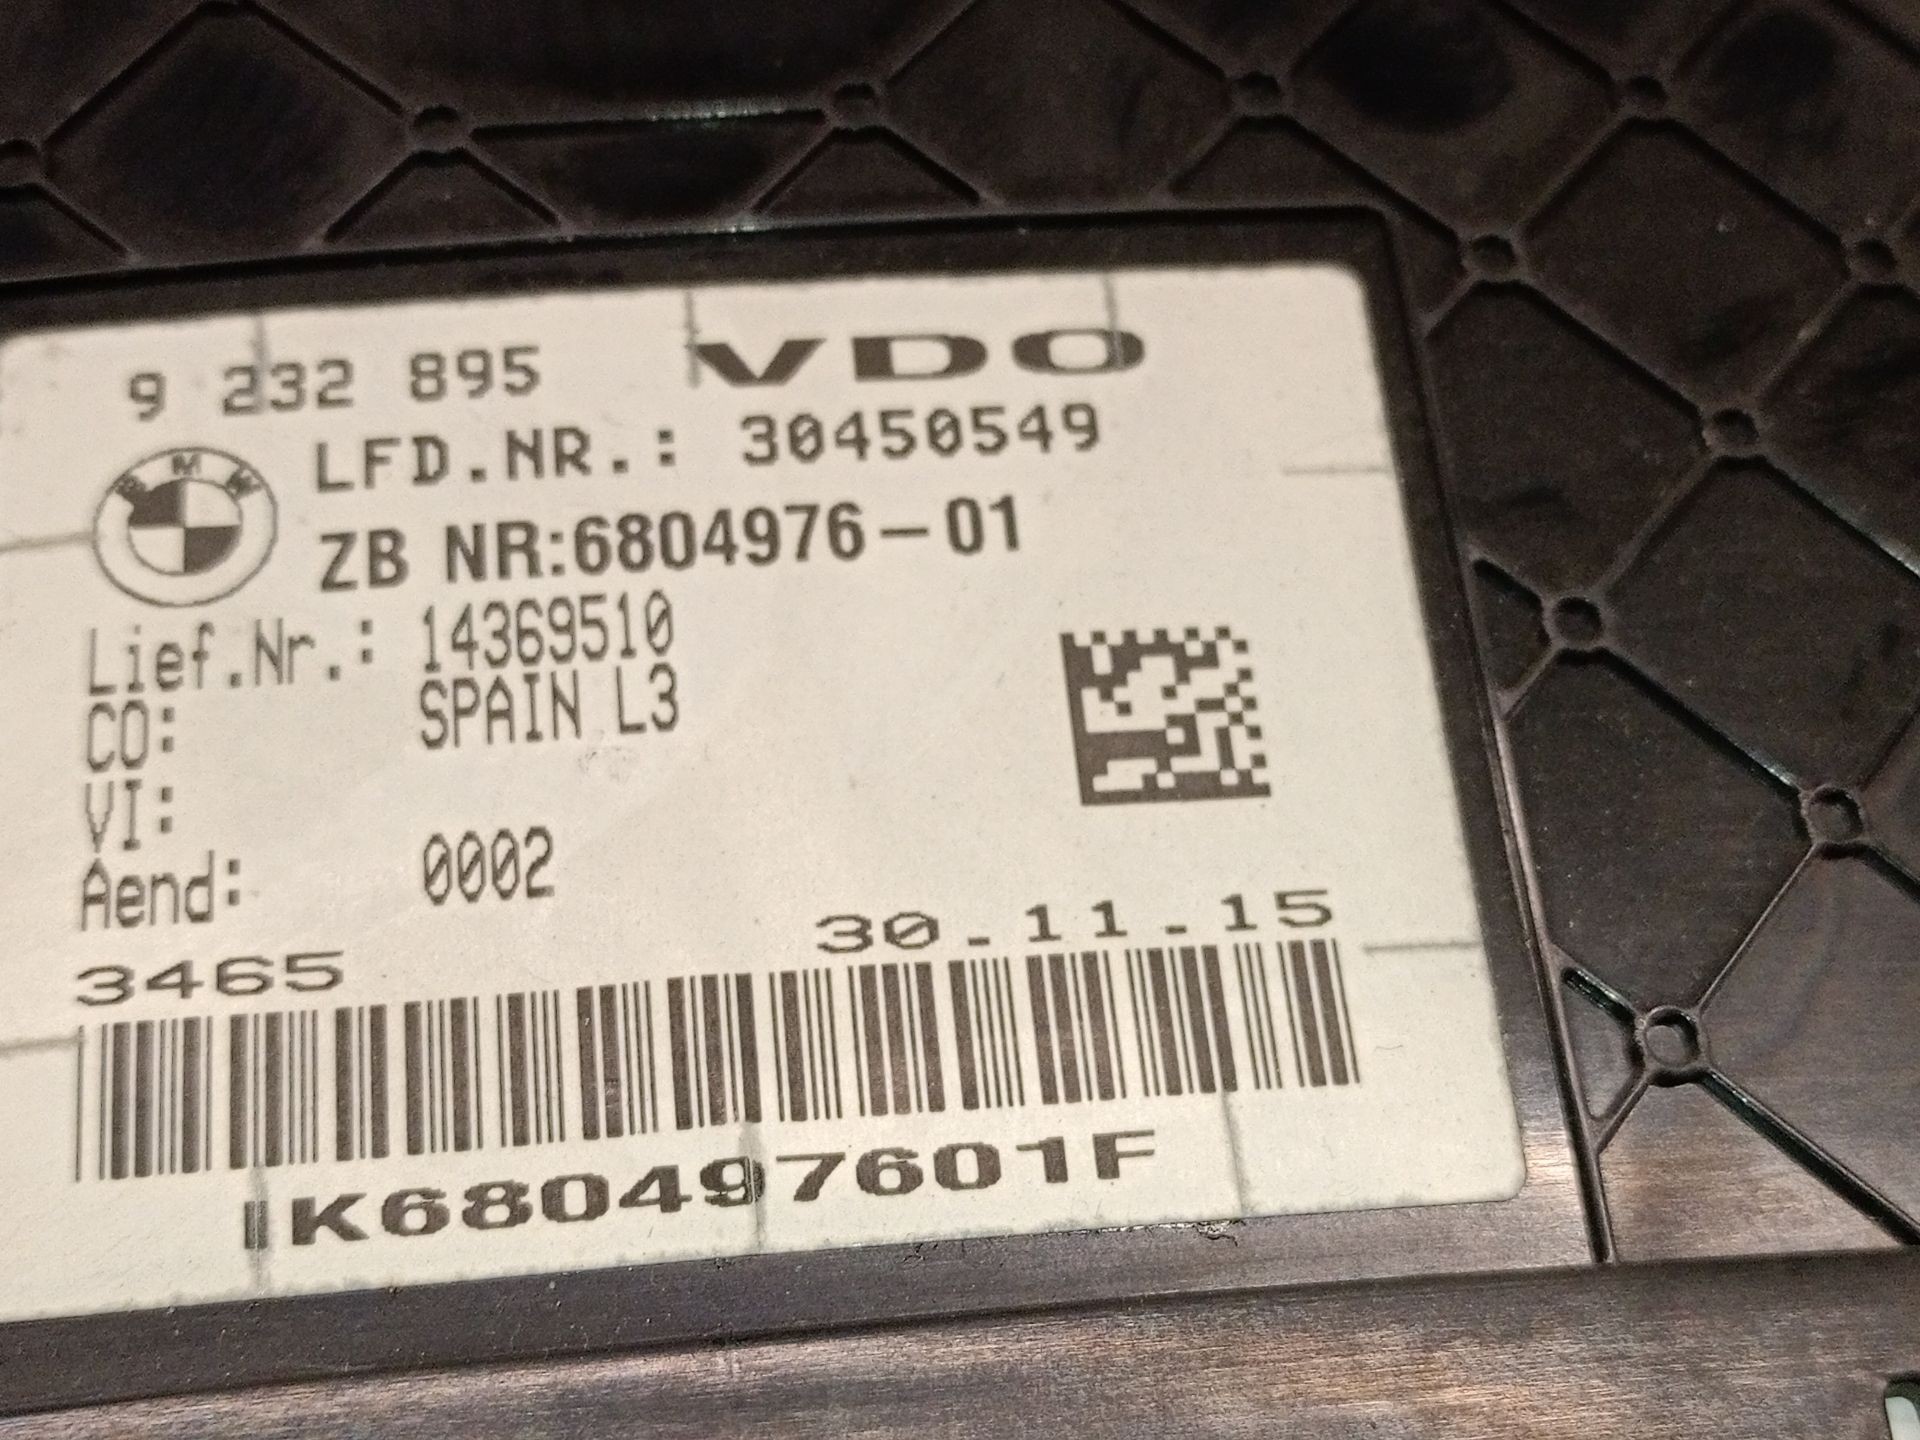 9 232 895 VDO
BMW
LFD.NR.: 30450549
ZB NR:6804976-01
Lief.Nr.: 14369510
CO: SPAIN L3
VI:
Aend: 0002
3465 30.11.15
IK680497601F